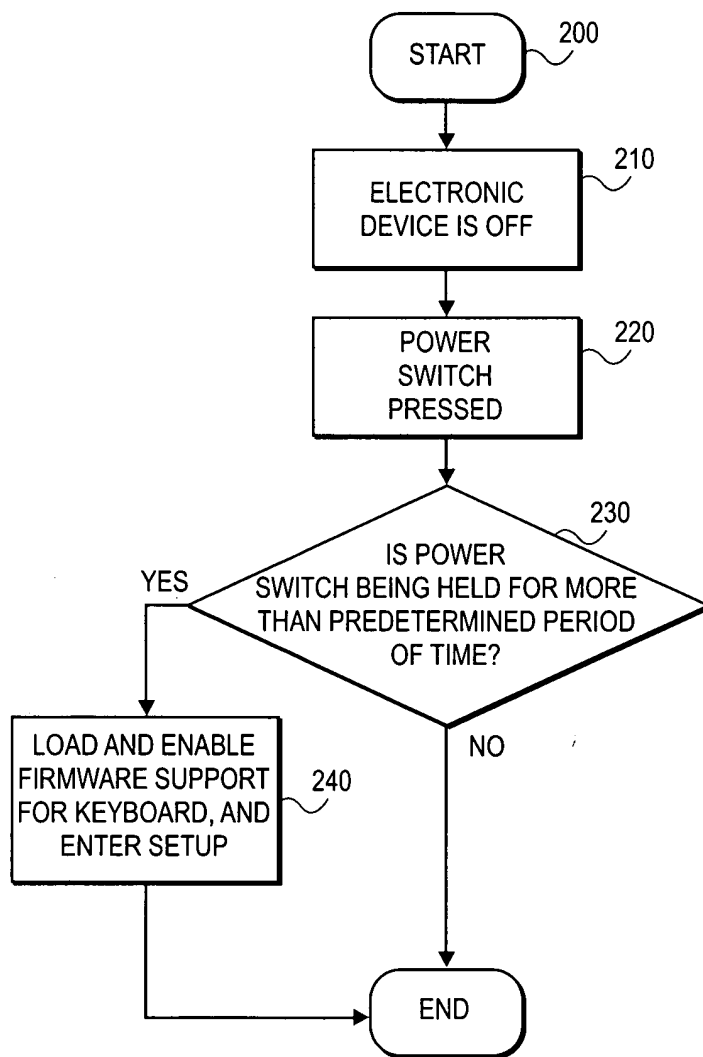 START
200
210
ELECTRONIC
DEVICE IS OFF
220
POWER
SWITCH
PRESSED
230
IS POWER
SWITCH BEING HELD FOR MORE
THAN PREDETERMINED PERIOD
OF TIME?
YES
NO
LOAD AND ENABLE
FIRMWARE SUPPORT
FOR KEYBOARD, AND
ENTER SETUP
240
END